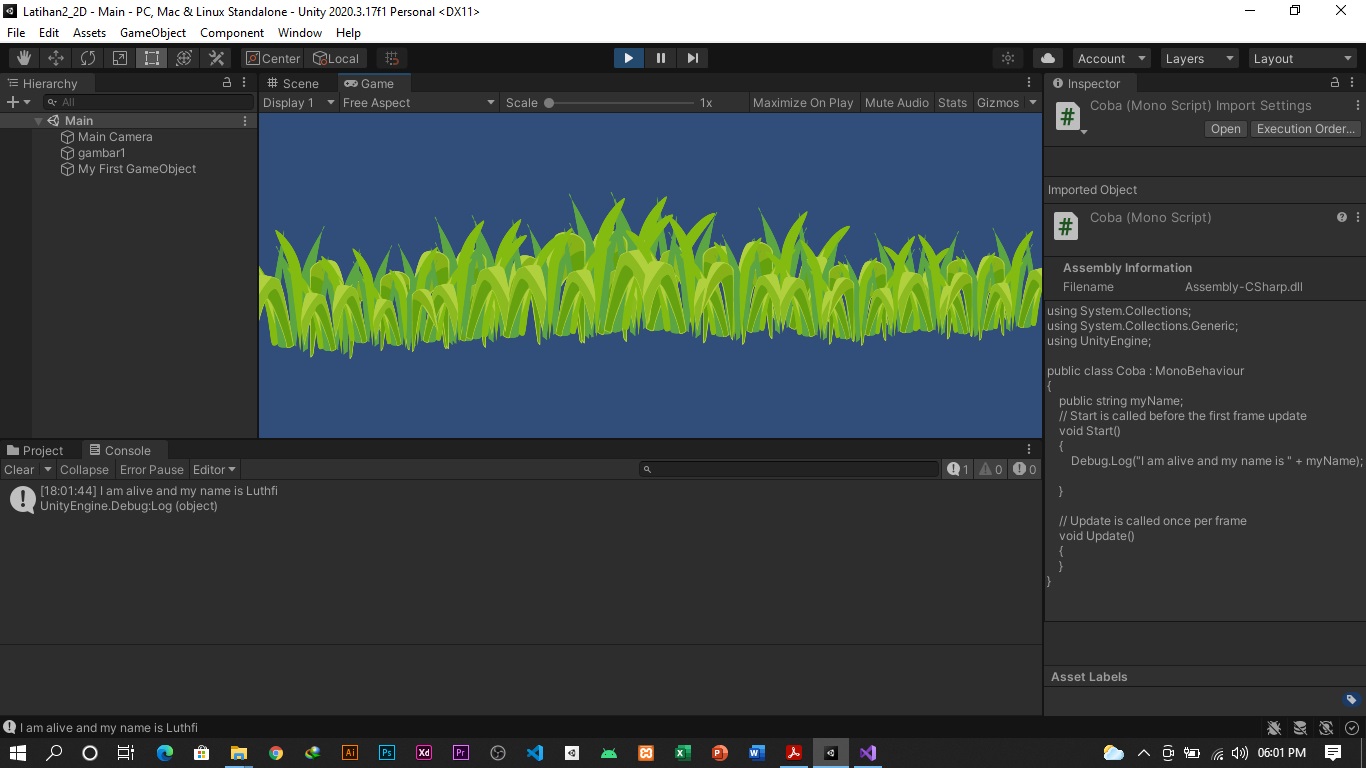 Latihan2_2D - Main - PC, Mac & Linux Standalone - Unity 2020.3.17f1 Personal <DX11>
File Edit Assets GameObject Component Window Help
Center Local Account Layers Layout
Hierarchy
All
Main
Main Camera
gambar1
My First GameObject
Scene Game
Display 1 Free Aspect Scale 1x Maximize On Play Mute Audio Stats Gizmos
Inspector
Coba (Mono Script) Import Settings
Open Execution Order...
Imported Object
Coba (Mono Script)
Assembly Information
Filename Assembly-CSharp.dll
using System.Collections;
using System.Collections.Generic;
using UnityEngine;
public class Coba : MonoBehaviour
{
public string myName;
// Start is called before the first frame update
void Start()
{
Debug.Log("I am alive and my name is " + myName);
}
// Update is called once per frame
void Update()
{
}
}
Asset Labels
Project Console
Clear Collapse Error Pause Editor 1 0 0
[18:01:44] I am alive and my name is Luthfi
UnityEngine.Debug:Log (object)
I am alive and my name is Luthfi
Ai Ps Xd Pr 06:01 PM